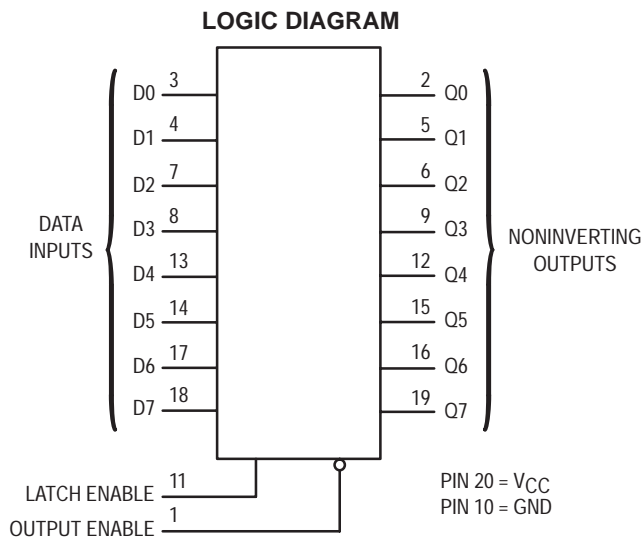 LOGIC DIAGRAM
D0 3 2 Q0
D1 4 5 Q1
D2 7 6 Q2
D3 8 9 Q3
D4 13 12 Q4
D5 14 15 Q5
D6 17 16 Q6
D7 18 19 Q7
DATA
INPUTS
NONINVERTING
OUTPUTS
LATCH ENABLE 11
OUTPUT ENABLE 1
PIN 20 = VCC
PIN 10 = GND